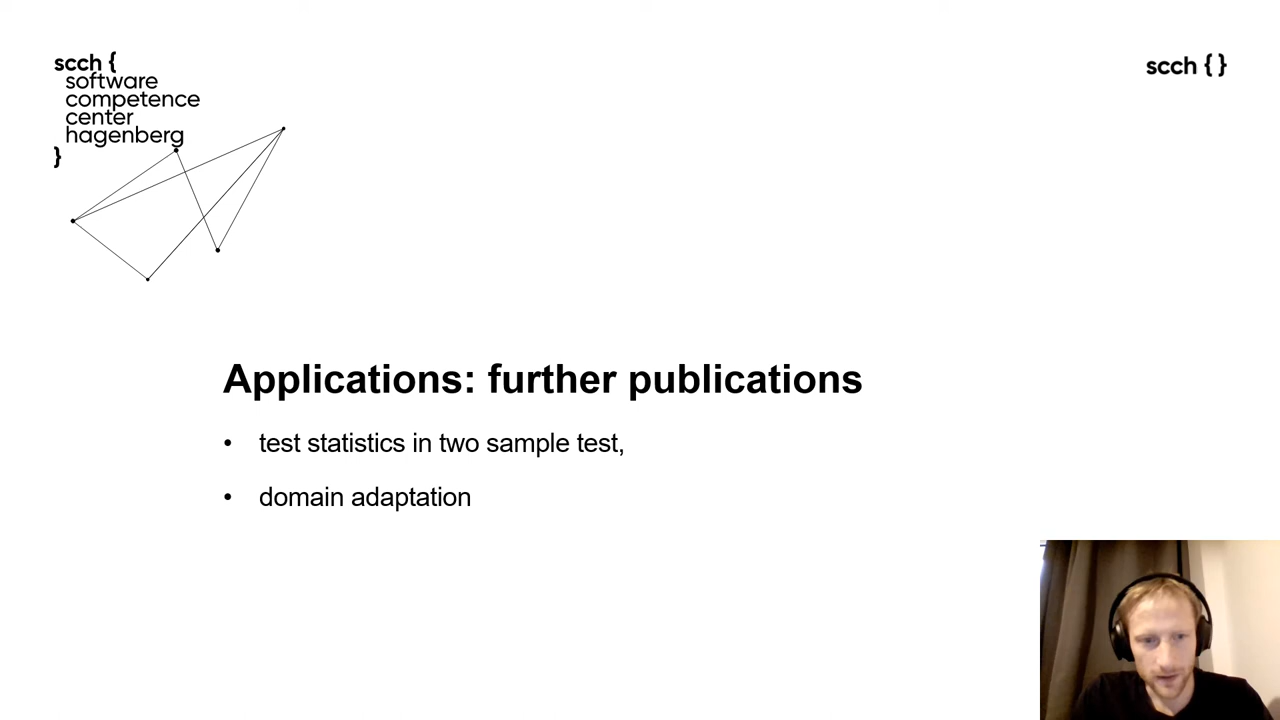 scch {
software
competence
center
hagenberg
}
scch { }
Applications: further publications
• test statistics in two sample test,
• domain adaptation